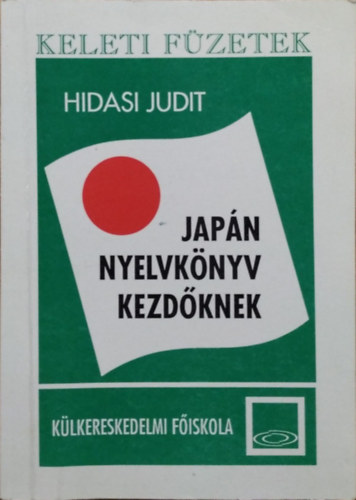 KELETI FÜZETEK
HIDASI JUDIT
JAPÁN
NYELVKÖNYV
KEZDŐKNEK
KÜLKERESKEDELMI FŐISKOLA